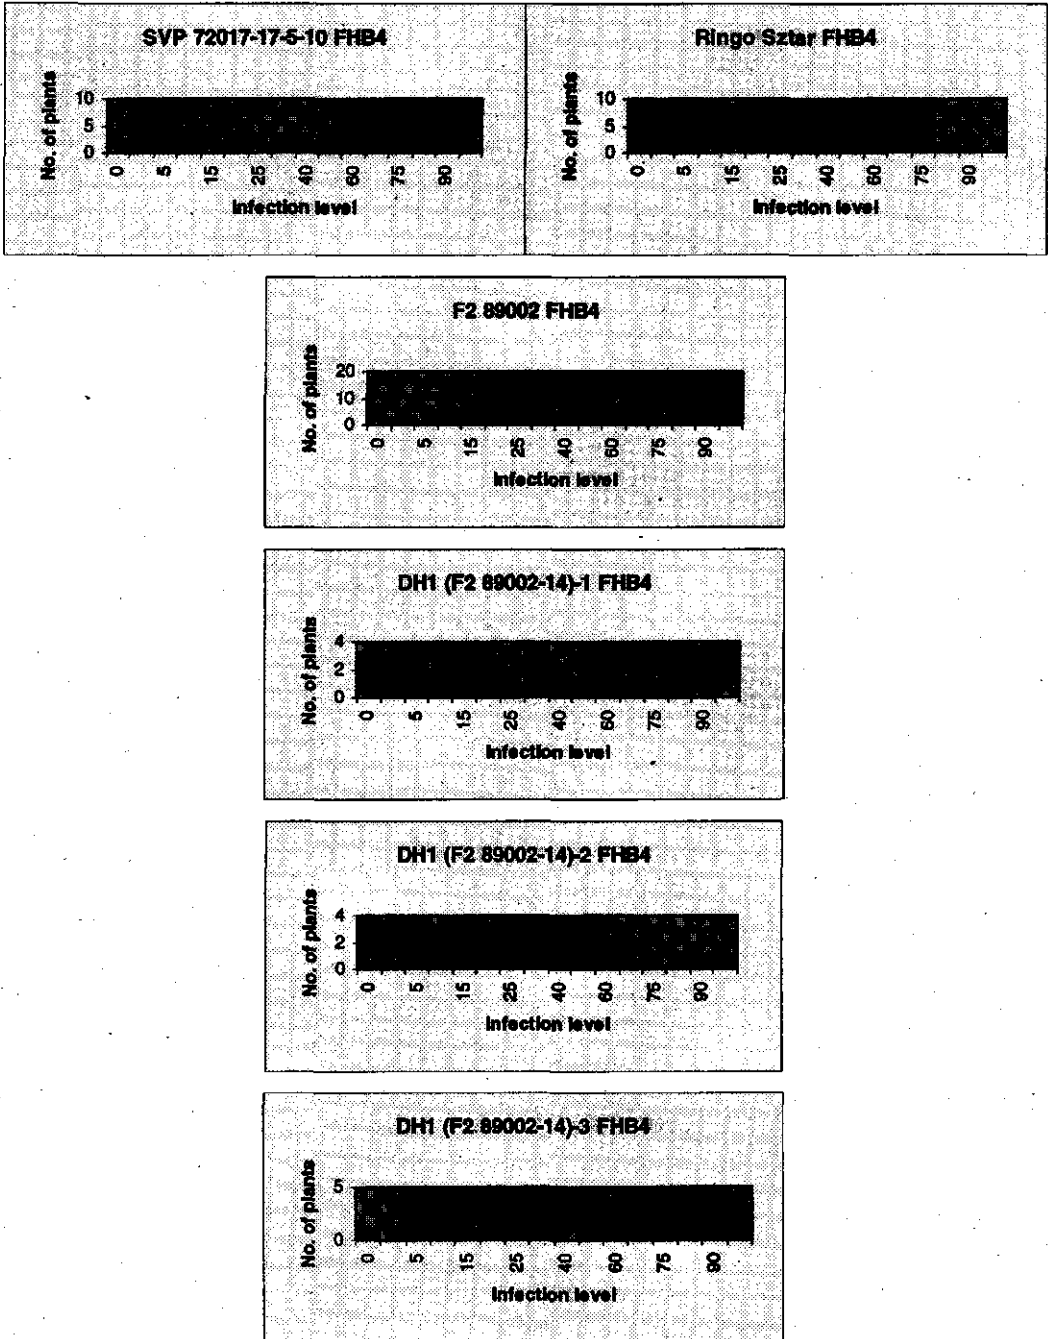 SVP 72017-17-5-10 FHB4
No. of plants
10
5
0
0 5 15 25 40 60 75 90
Infection level
Ringo Sztar FHB4
No. of plants
10
5
0
0 5 15 25 40 60 75 90
Infection level
F2 89002 FHB4
No. of plants
20
10
0
0 5 15 25 40 60 75 90
Infection level
DH1 (F2 89002-14)-1 FHB4
No. of plants
4
2
0
0 5 15 25 40 60 75 90
Infection level
DH1 (F2 89002-14)-2 FHB4
No. of plants
4
2
0
0 5 15 25 40 60 75 90
Infection level
DH1 (F2 89002-14)-3 FHB4
No. of plants
5
0
0 5 15 25 40 60 75 90
Infection level